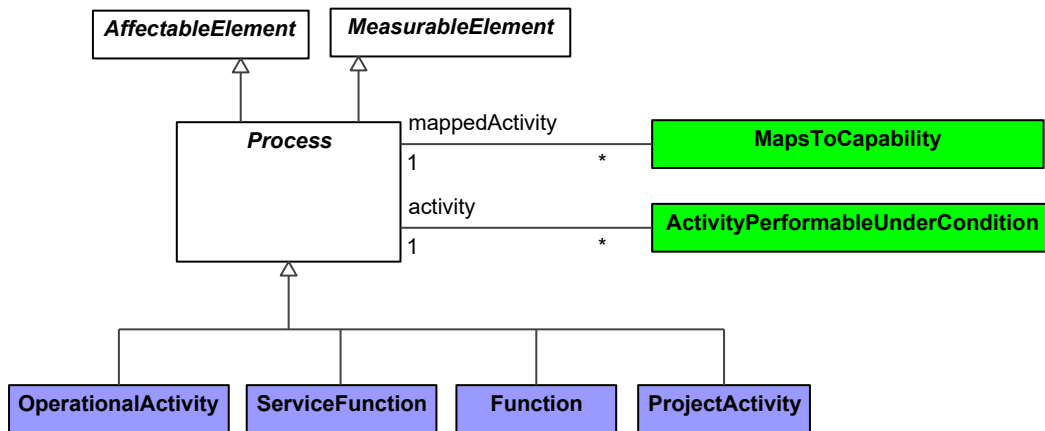 AffectableElement
MeasurableElement
Process
mappedActivity
1
*
MapsToCapability
activity
1
*
ActivityPerformableUnderCondition
OperationalActivity
ServiceFunction
Function
ProjectActivity